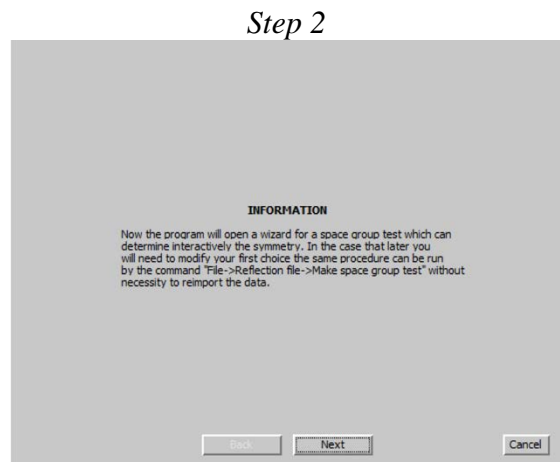 Step 2
INFORMATION
Now the program will open a wizard for a space group test which can
determine interactively the symmetry. In the case that later you
will need to modify your first choice the same procedure can be run
by the command "File->Reflection file->Make space group test" without
necessity to reimport the data.
Back Next Cancel